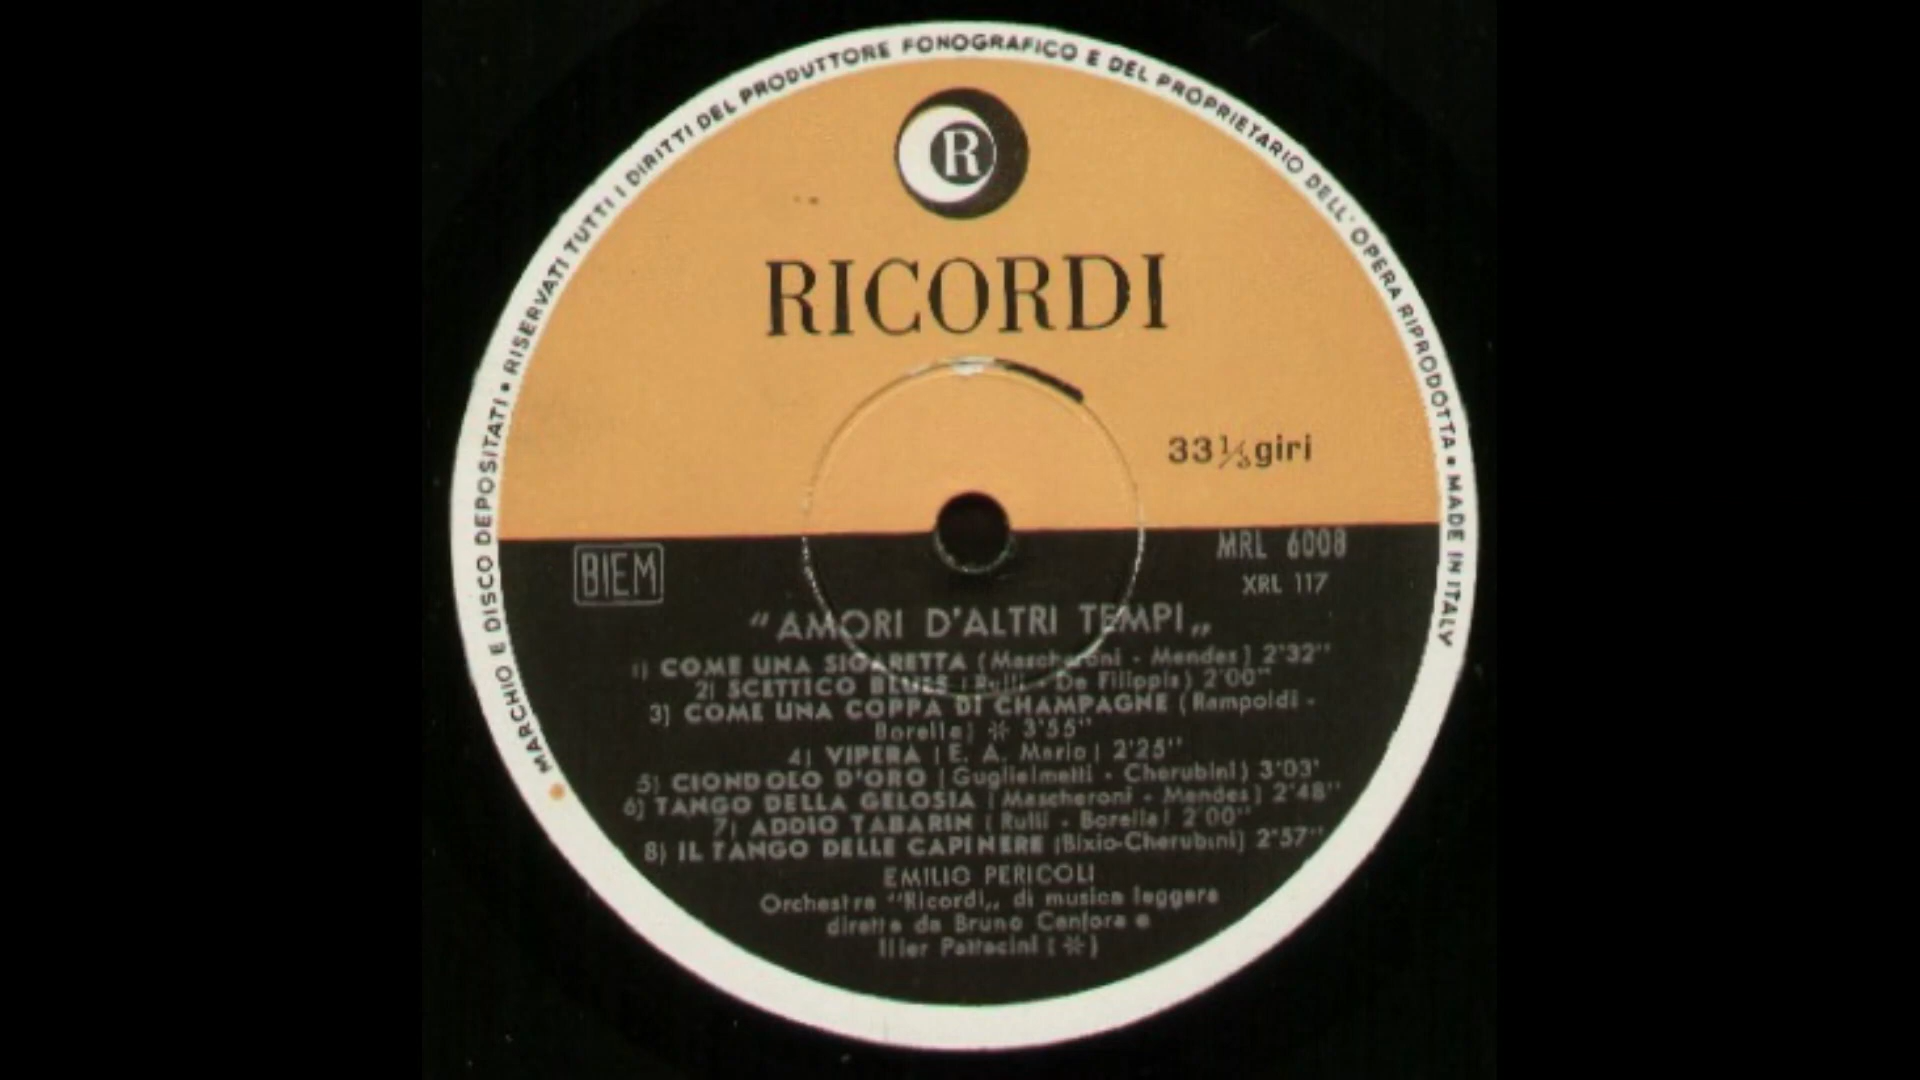 MARCHIO E DISCO DEPOSITATI • RISERVATI TUTTI I DIRITTI DEL PRODUTTORE FONOGRAFICO E DEL PROPRIETARIO DELL'OPERA RIPRODOTTA • MADE IN ITALY
R
RICORDI
33⅓ giri
BIEM
MRL 6008
XRL 117
"AMORI D'ALTRI TEMPI„
1) COME UNA SIGARETTA (Mascheroni - Mendes) 2'32''
2) SCETTICO BLUES (Rulli - De Filippis) 2'00''
3) COME UNA COPPA DI CHAMPAGNE (Rampoldi -
Borella) ✻ 3'55''
4) VIPERA (E. A. Mario) 2'25''
5) CIONDOLO D'ORO (Guglielmetti - Cherubini) 3'03'
6) TANGO DELLA GELOSIA (Mascheroni - Mendes) 2'48''
7) ADDIO TABARIN (Rulli - Borella) 2'00''
8) IL TANGO DELLE CAPINERE (Bixio-Cherubini) 2'57''
EMILIO PERICOLI
Orchestra "Ricordi„ di musica leggera
diretta da Bruno Canfora e
Iller Pattacini (✻)